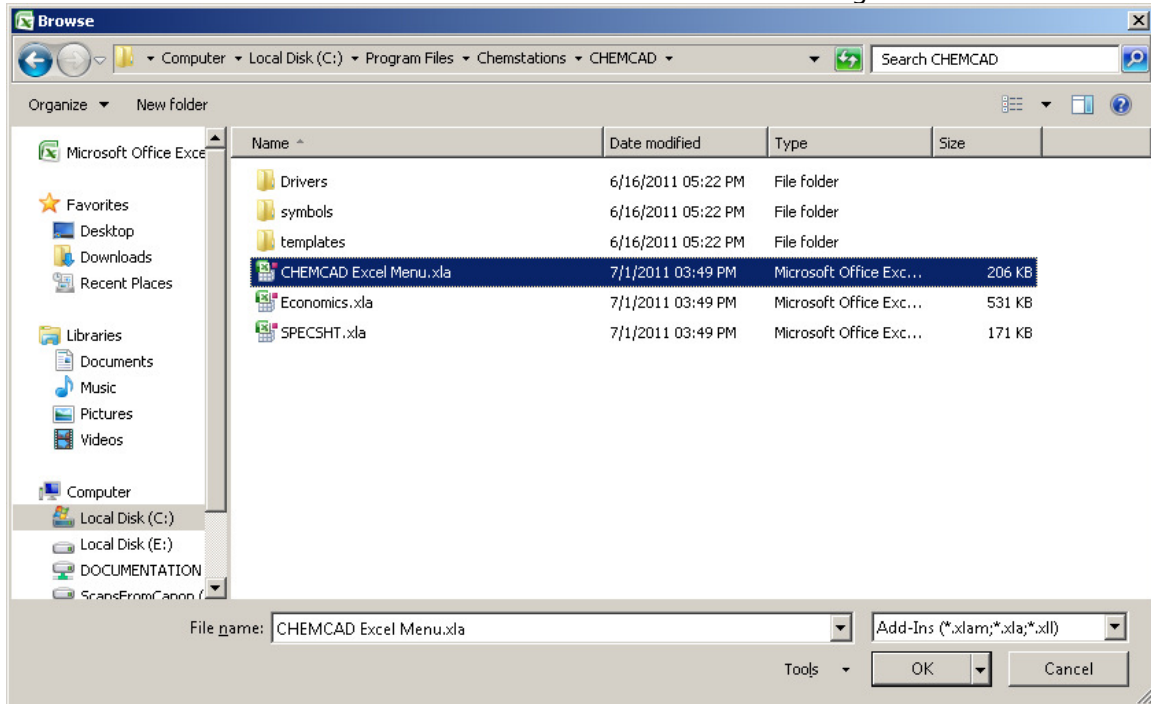 Browse
Computer Local Disk (C:) Program Files Chemstations CHEMCAD Search CHEMCAD
Organize New folder
Microsoft Office Exce
Favorites
Desktop
Downloads
Recent Places
Libraries
Documents
Music
Pictures
Videos
Computer
Local Disk (C:)
Local Disk (E:)
DOCUMENTATION
ScansFromCanon (
Name Date modified Type Size
Drivers 6/16/2011 05:22 PM File folder
symbols 6/16/2011 05:22 PM File folder
templates 6/16/2011 05:22 PM File folder
CHEMCAD Excel Menu.xla 7/1/2011 03:49 PM Microsoft Office Exc... 206 KB
Economics.xla 7/1/2011 03:49 PM Microsoft Office Exc... 531 KB
SPECSHT.xla 7/1/2011 03:49 PM Microsoft Office Exc... 171 KB
File name: CHEMCAD Excel Menu.xla Add-Ins (*.xlam;*.xla;*.xll)
Tools OK Cancel